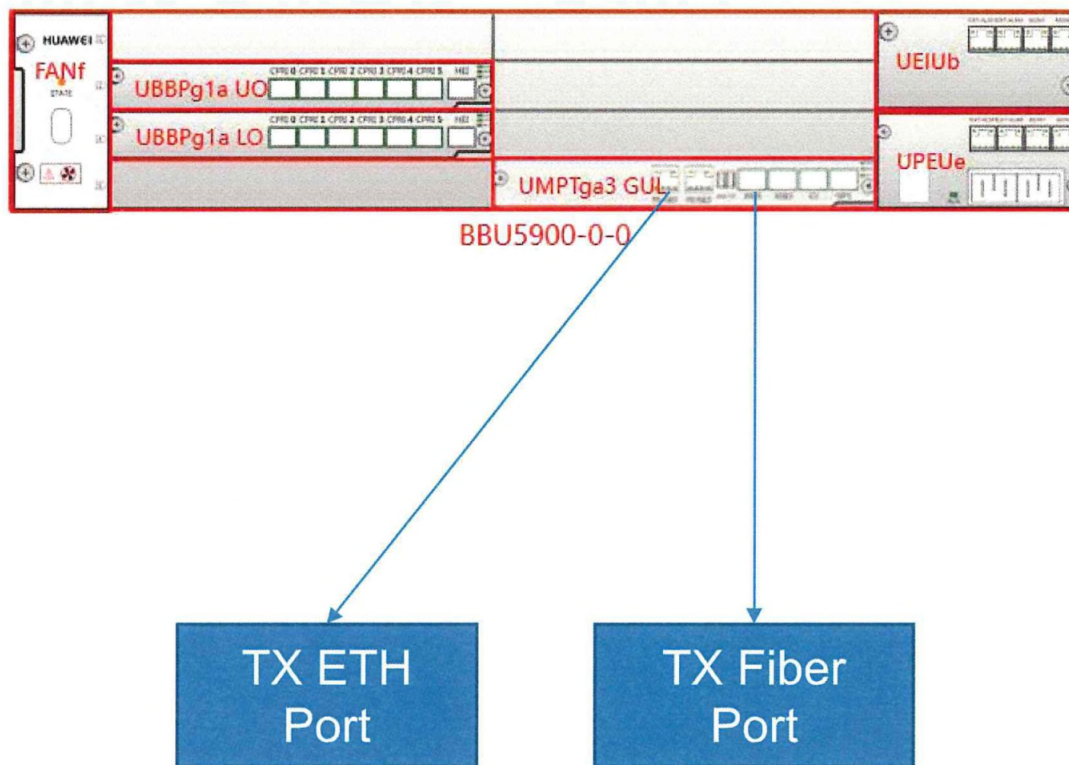 HUAWEI
FANf
STATE
UBBPg1a UO
CPRI 0 CPRI 1 CPRI 2 CPRI 3 CPRI 4 CPRI 5 HEI
UBBPg1a LO
CPRI 0 CPRI 1 CPRI 2 CPRI 3 CPRI 4 CPRI 5 HEI
UMPTga3 GUL
UEIUb
UPEUe
BBU5900-0-0
TX ETH
Port
TX Fiber
Port